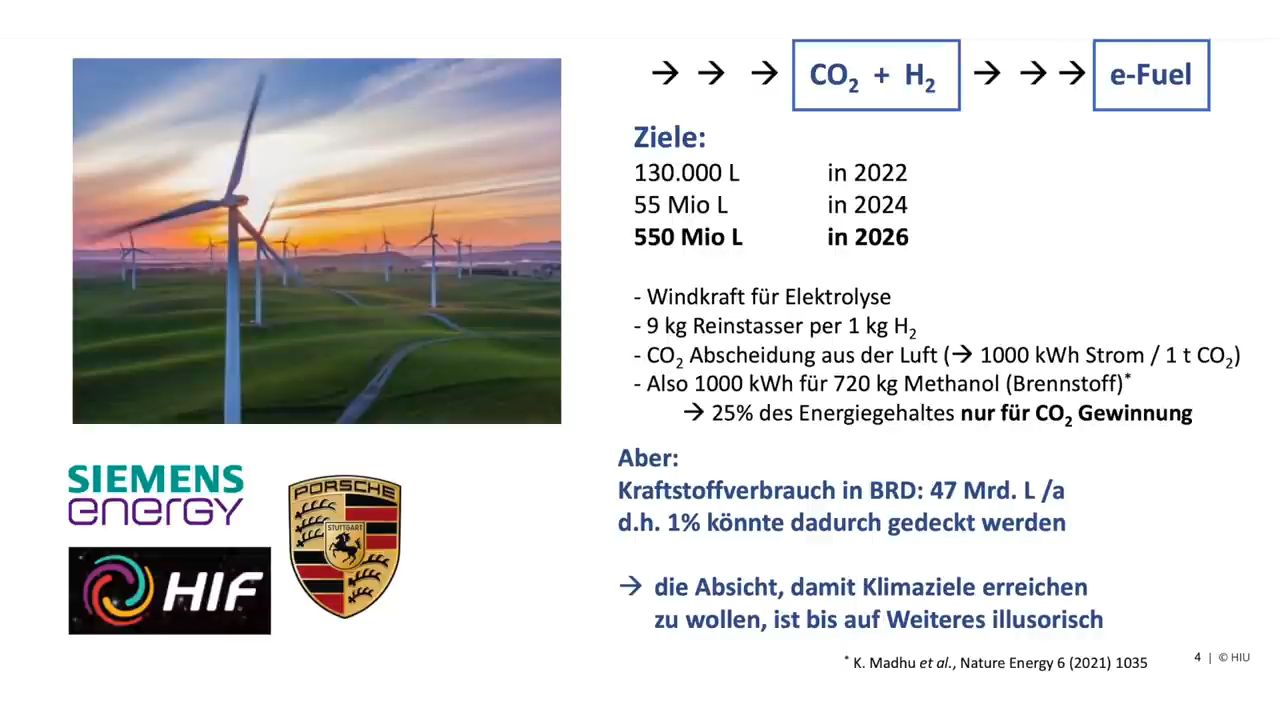 → → → CO₂ + H₂ → → → e-Fuel
Ziele:
130.000 L in 2022
55 Mio L in 2024
550 Mio L in 2026
- Windkraft für Elektrolyse
- 9 kg Reinstasser per 1 kg H₂
- CO₂ Abscheidung aus der Luft (→ 1000 kWh Strom / 1 t CO₂)
- Also 1000 kWh für 720 kg Methanol (Brennstoff)*
→ 25% des Energiegehaltes nur für CO₂ Gewinnung
Aber:
Kraftstoffverbrauch in BRD: 47 Mrd. L /a
d.h. 1% könnte dadurch gedeckt werden
→ die Absicht, damit Klimaziele erreichen
zu wollen, ist bis auf Weiteres illusorisch
* K. Madhu et al., Nature Energy 6 (2021) 1035
4 | © HIU
SIEMENS
energy
PORSCHE
STUTTGART
HIF